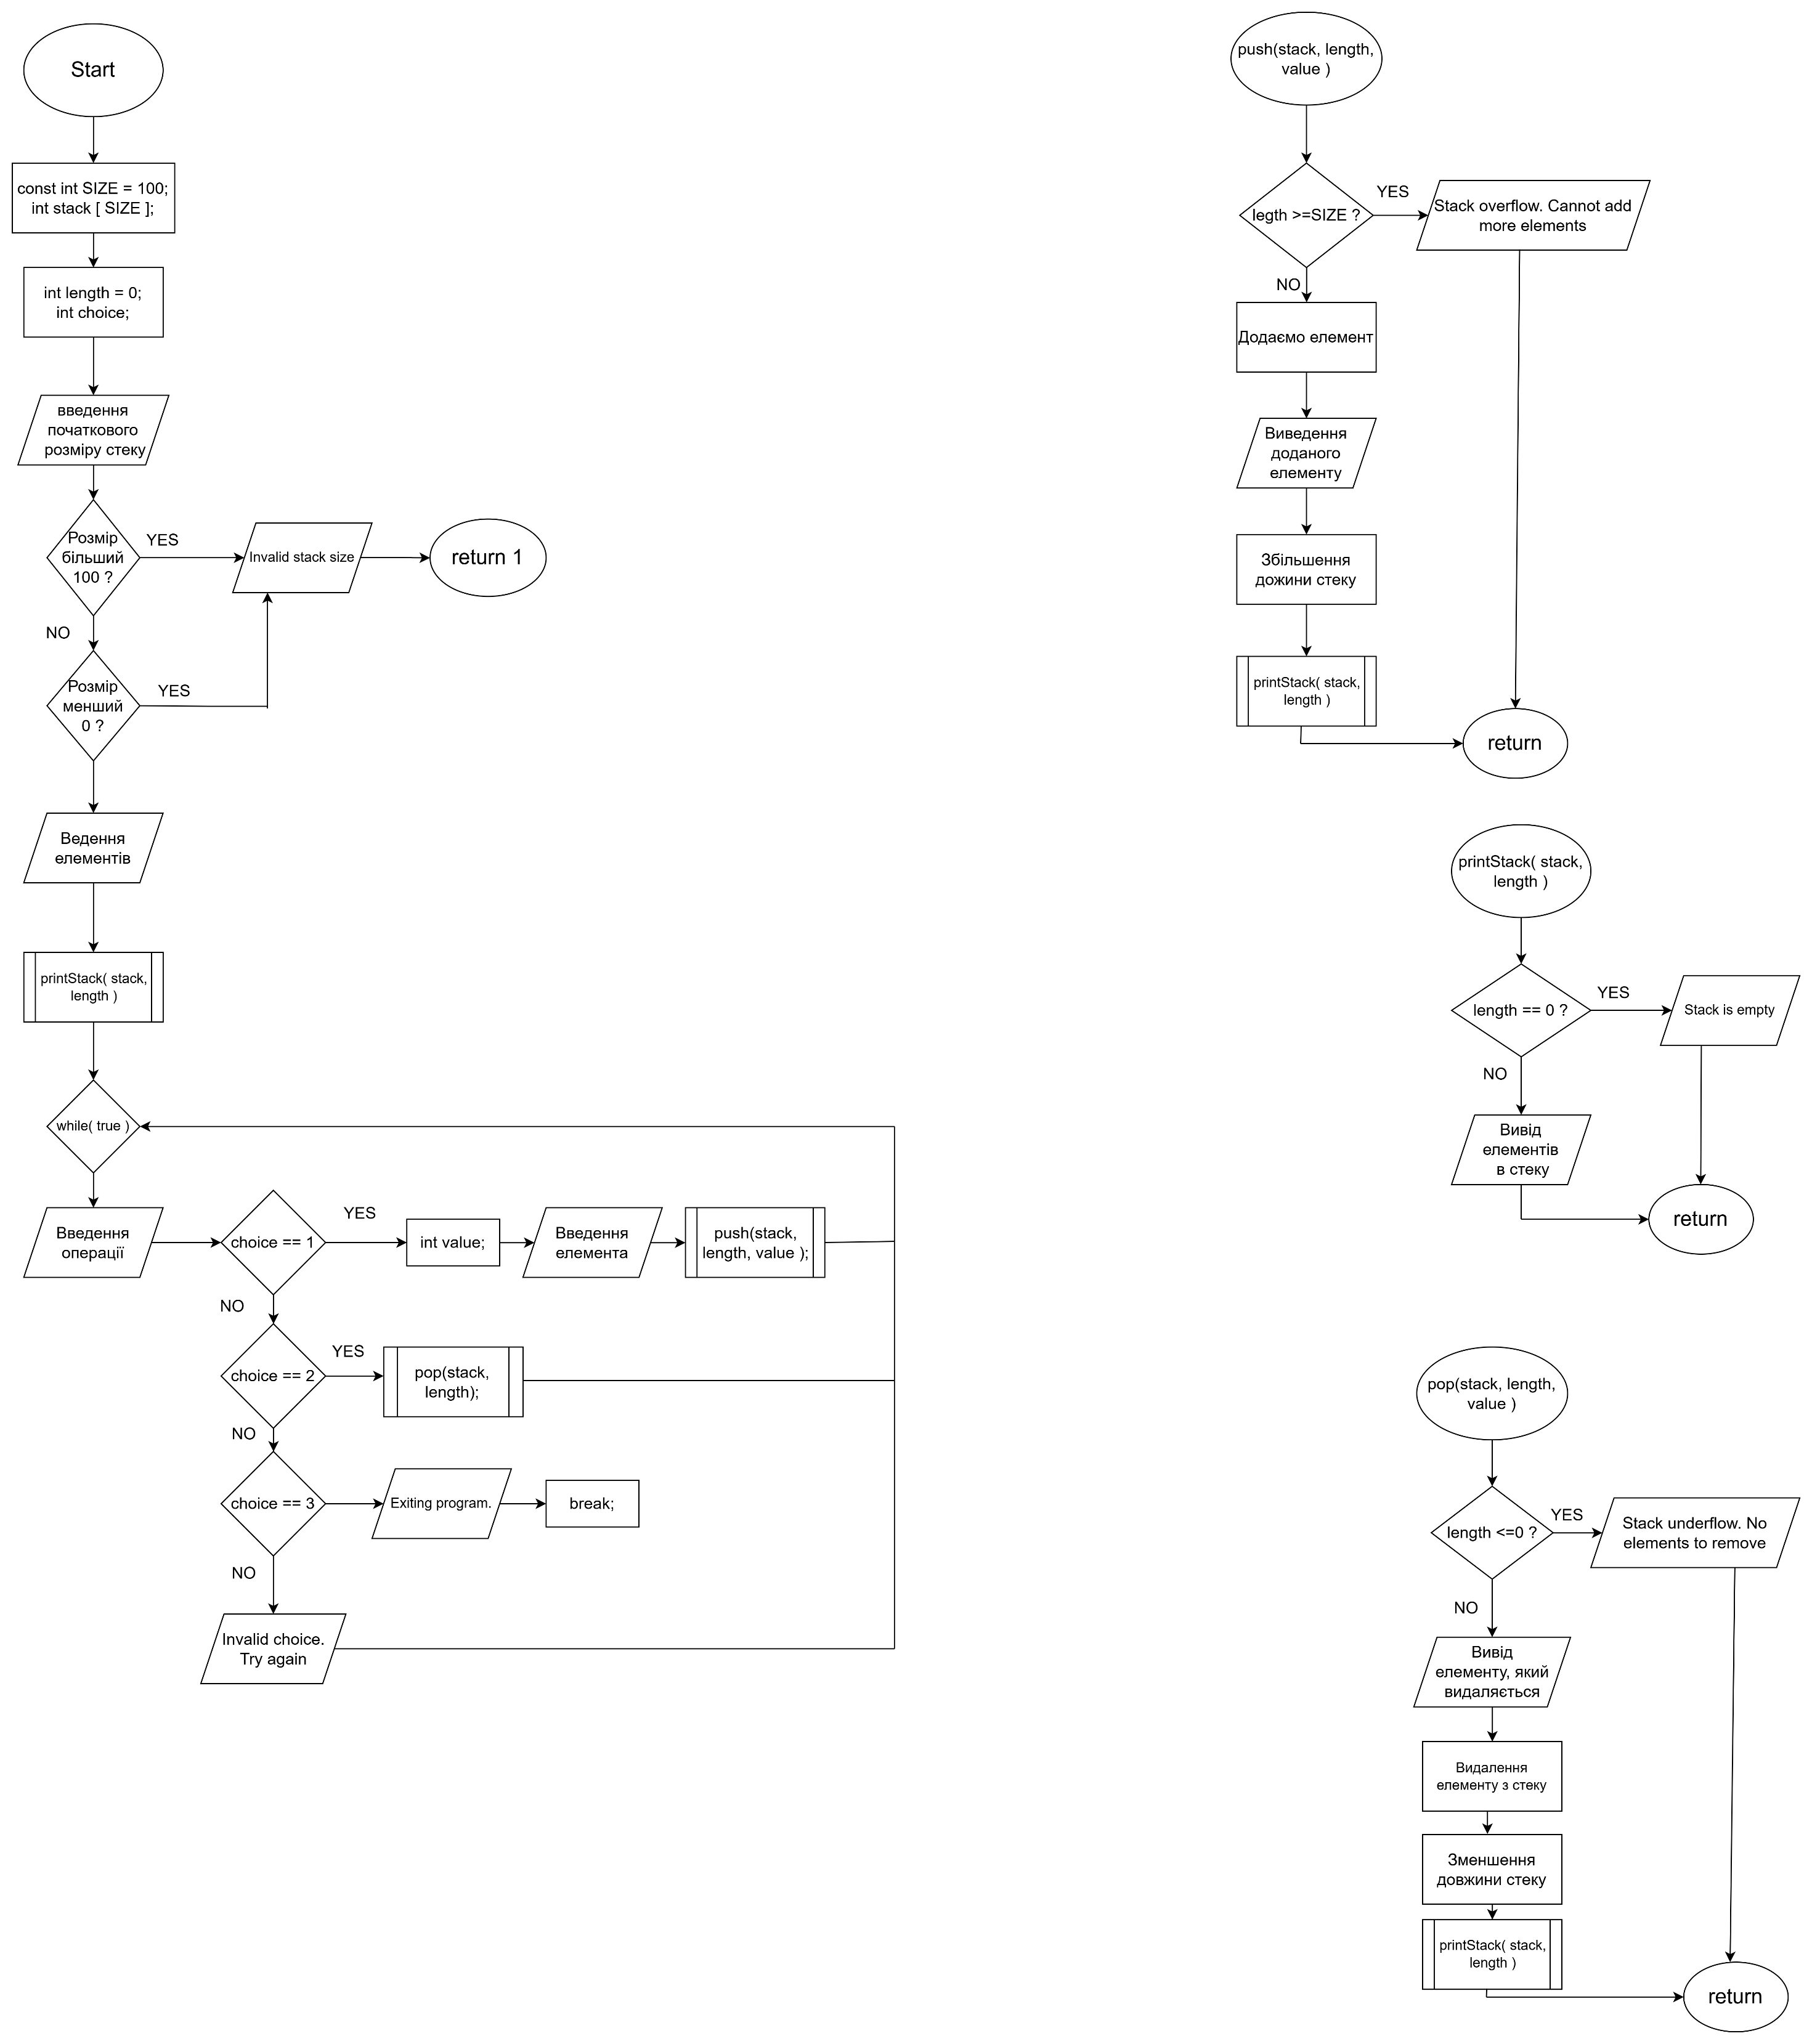 Start
const int SIZE = 100;
int stack [ SIZE ];
int length = 0;
int choice;
введення
початкового
розміру стеку
Розмір
більший
100 ?
YES
Invalid stack size
return 1
NO
Розмір
менший
0 ?
YES
Ведення
елементів
printStack( stack,
length )
while( true )
Введення
операції
choice == 1
YES
int value;
Введення
елемента
push(stack,
length, value );
NO
choice == 2
YES
pop(stack,
length);
NO
choice == 3
Exiting program.
break;
NO
Invalid choice.
Try again
push(stack, length,
value )
legth >=SIZE ?
YES
Stack overflow. Cannot add
more elements
NO
Додаємо елемент
Виведення
доданого
елементу
Збільшення
дожини стеку
printStack( stack,
length )
return
printStack( stack,
length )
length == 0 ?
YES
Stack is empty
NO
Вивід
елементів
в стеку
return
pop(stack, length,
value )
length <=0 ?
YES
Stack underflow. No
elements to remove
NO
Вивід
елементу, який
видаляється
Видалення
елементу з стеку
Зменшення
довжини стеку
printStack( stack,
length )
return